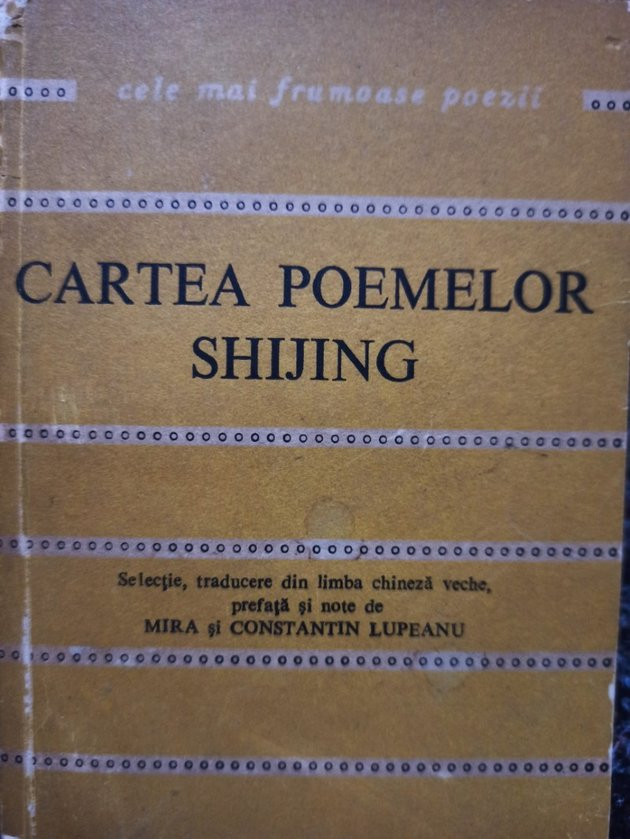 cele mai frumoase poezii
CARTEA POEMELOR
SHIJING
Selecție, traducere din limba chineză veche,
prefață și note de
MIRA și CONSTANTIN LUPEANU